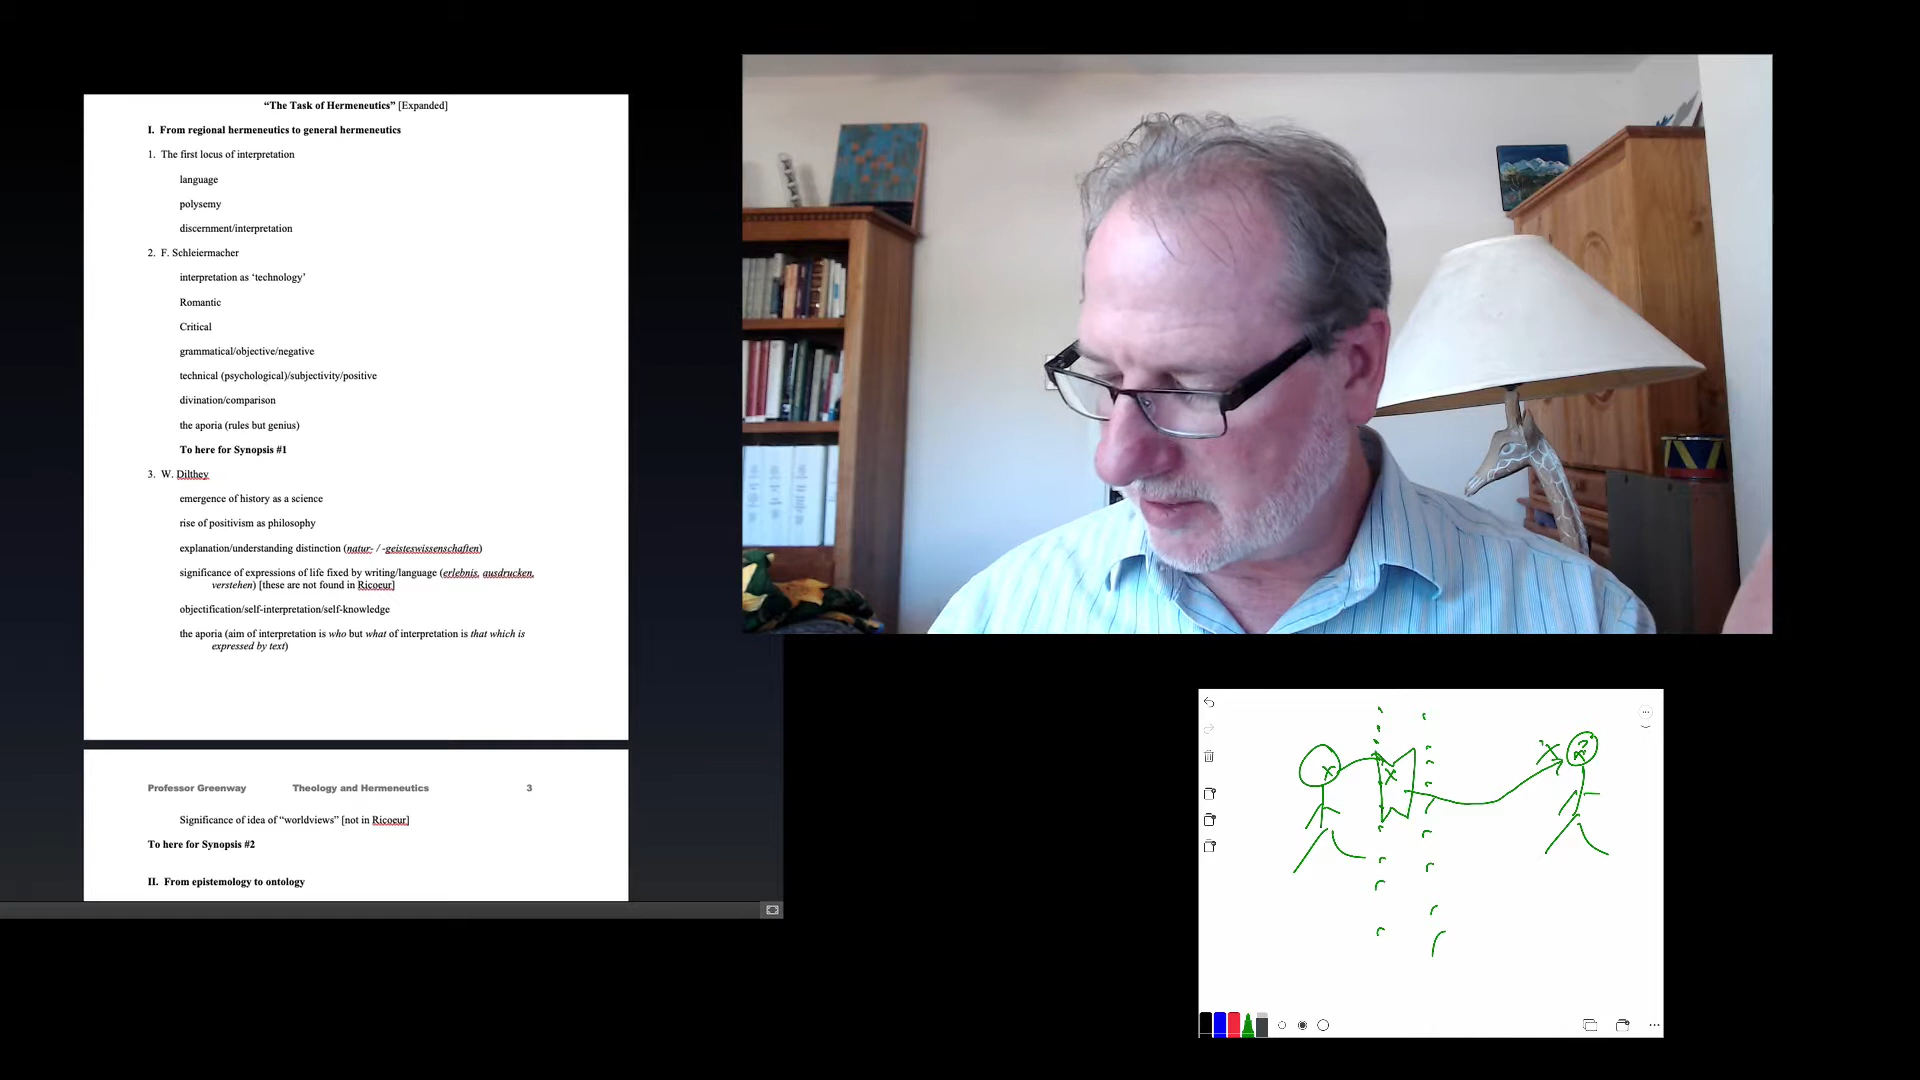 “The Task of Hermeneutics” [Expanded]
I. From regional hermeneutics to general hermeneutics
1. The first locus of interpretation
language
polysemy
discernment/interpretation
2. F. Schleiermacher
interpretation as ‘technology’
Romantic
Critical
grammatical/objective/negative
technical (psychological)/subjectivity/positive
divination/comparison
the aporia (rules but genius)
To here for Synopsis #1
3. W. Dilthey
emergence of history as a science
rise of positivism as philosophy
explanation/understanding distinction (natur- / -geisteswissenschaften)
significance of expressions of life fixed by writing/language (erlebnis, ausdrucken,
verstehen) [these are not found in Ricoeur]
objectification/self-interpretation/self-knowledge
the aporia (aim of interpretation is who but what of interpretation is that which is
expressed by text)
Professor Greenway Theology and Hermeneutics 3
Significance of idea of “worldviews” [not in Ricoeur]
To here for Synopsis #2
II. From epistemology to ontology
x
x